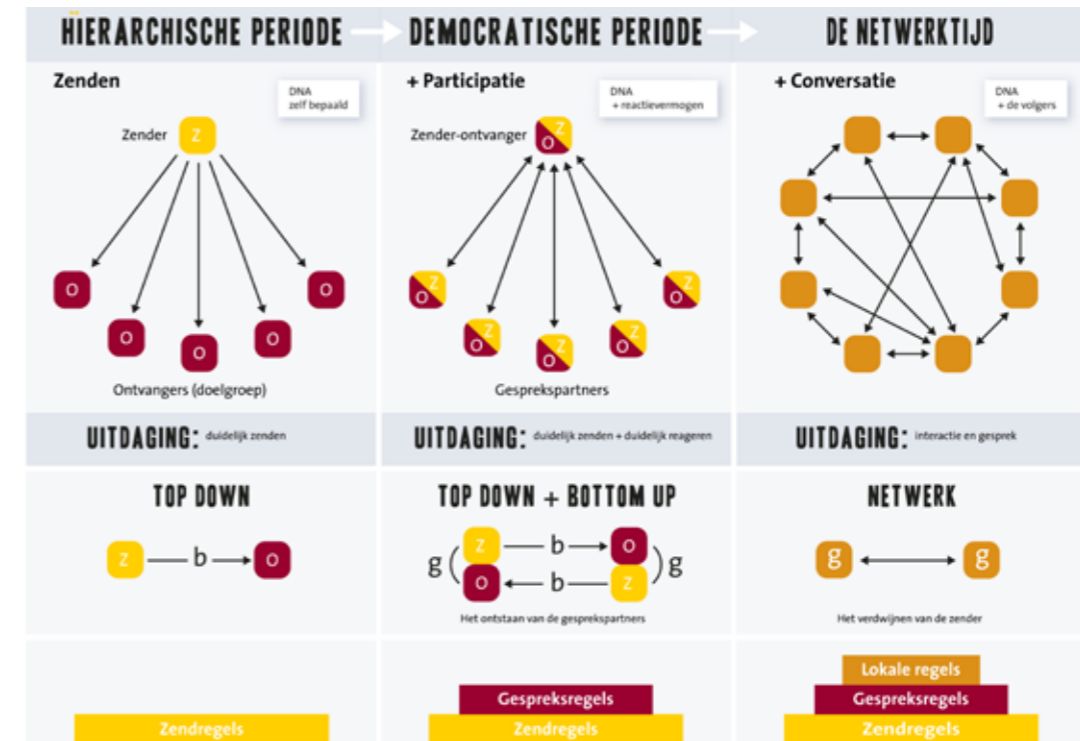 HIERARCHISCHE PERIODE
DEMOCRATISCHE PERIODE
DE NETWERKTIJD
Zenden
DNA
zelf bepaald
Zender
Z
O
O
O
O
O
Ontvangers (doelgroep)
+ Participatie
DNA
+ reactievermogen
Zender-ontvanger
Z
O
Z
O
Z
O
Z
O
Z
O
Z
O
Gesprekspartners
+ Conversatie
DNA
+ de volgers
UITDAGING: duidelijk zenden
UITDAGING: duidelijk zenden + duidelijk reageren
UITDAGING: interactie en gesprek
TOP DOWN
Z b O
TOP DOWN + BOTTOM UP
g ( Z b O ) g
O b Z
Het ontstaan van de gesprekspartners
NETWERK
g g
Het verdwijnen van de zender
Zendregels
Gespreksregels
Zendregels
Lokale regels
Gespreksregels
Zendregels